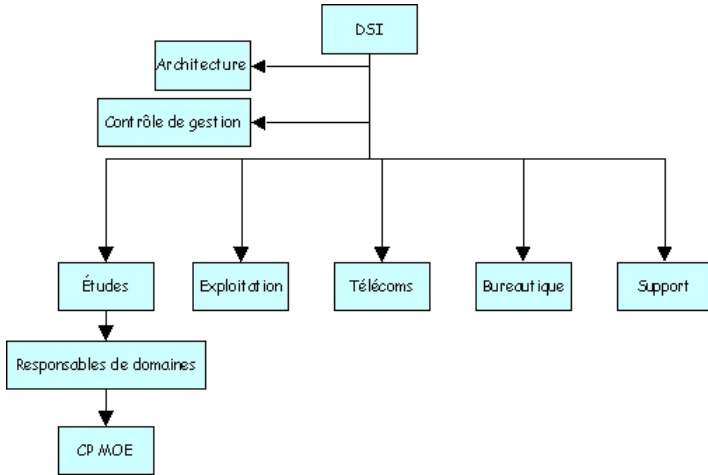 DSI
Architecture
Contrôle de gestion
Études
Exploitation
Télécoms
Bureautique
Support
Responsables de domaines
CP MOE